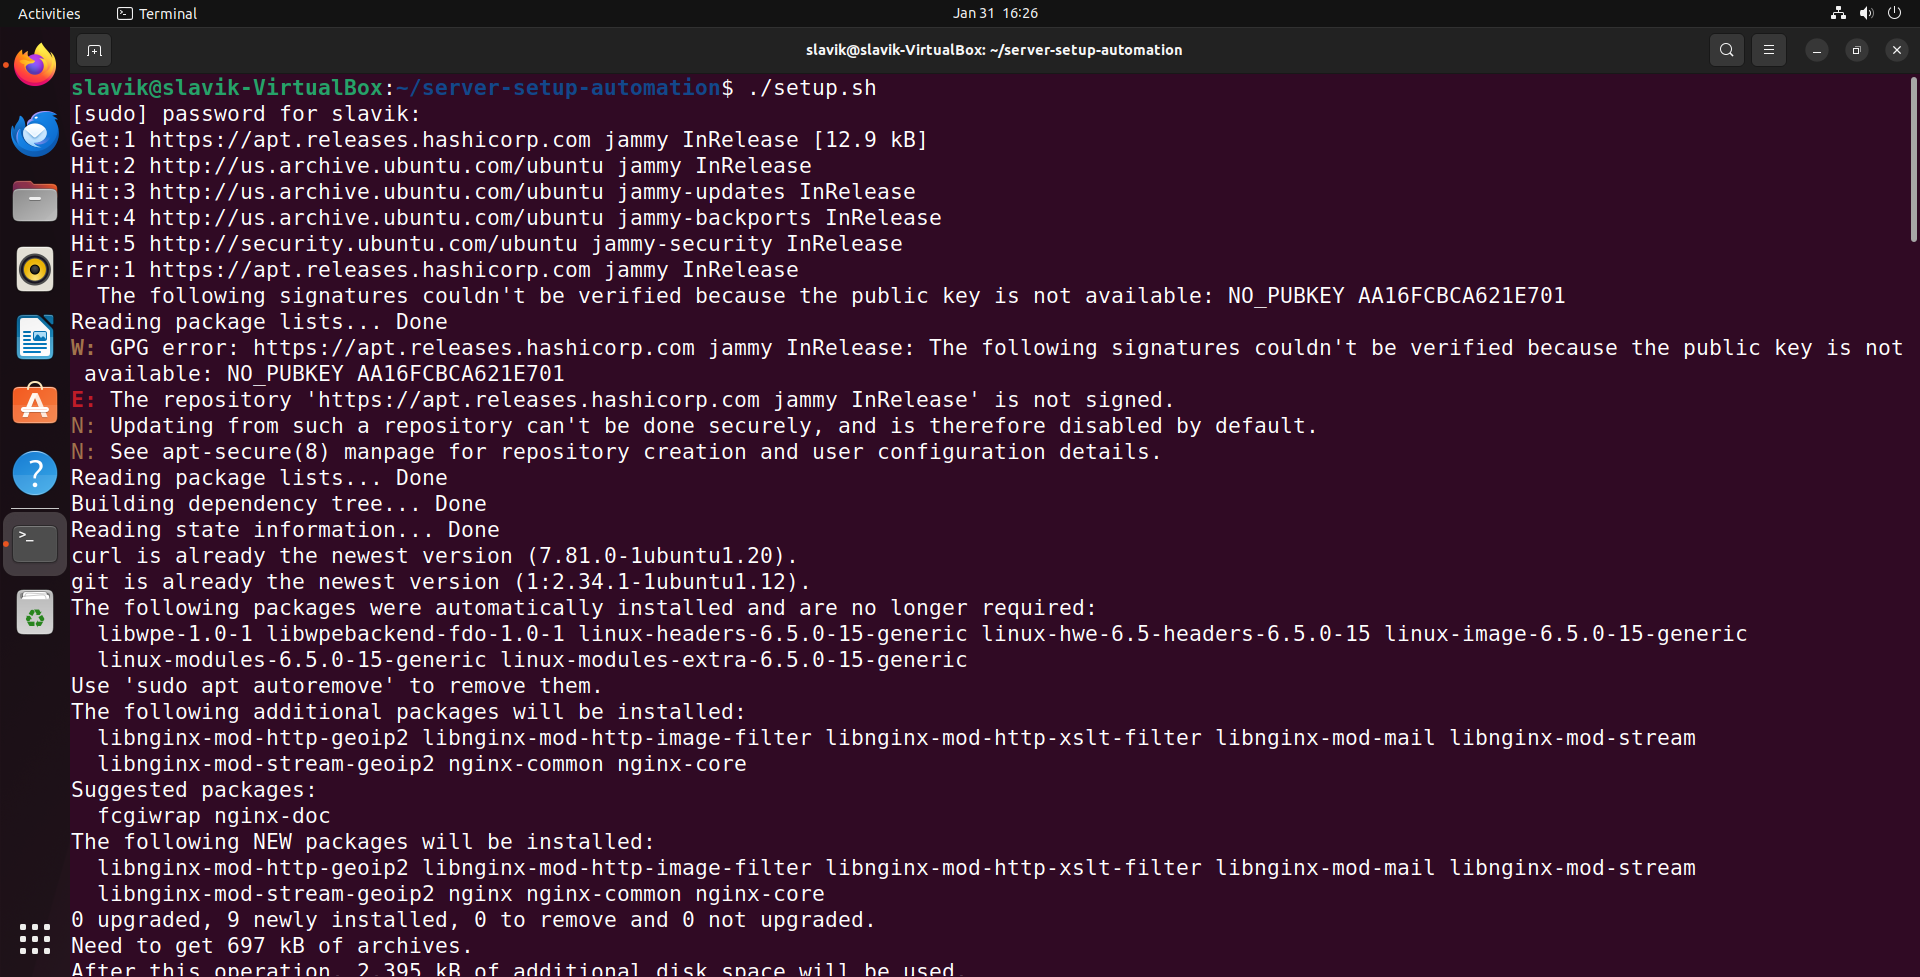 Activities
Terminal
Jan 31 16:26
slavik@slavik-VirtualBox: ~/server-setup-automation
slavik@slavik-VirtualBox:~/server-setup-automation$ ./setup.sh
[sudo] password for slavik:
Get:1 https://apt.releases.hashicorp.com jammy InRelease [12.9 kB]
Hit:2 http://us.archive.ubuntu.com/ubuntu jammy InRelease
Hit:3 http://us.archive.ubuntu.com/ubuntu jammy-updates InRelease
Hit:4 http://us.archive.ubuntu.com/ubuntu jammy-backports InRelease
Hit:5 http://security.ubuntu.com/ubuntu jammy-security InRelease
Err:1 https://apt.releases.hashicorp.com jammy InRelease
  The following signatures couldn't be verified because the public key is not available: NO_PUBKEY AA16FCBCA621E701
Reading package lists... Done
W: GPG error: https://apt.releases.hashicorp.com jammy InRelease: The following signatures couldn't be verified because the public key is not
 available: NO_PUBKEY AA16FCBCA621E701
E: The repository 'https://apt.releases.hashicorp.com jammy InRelease' is not signed.
N: Updating from such a repository can't be done securely, and is therefore disabled by default.
N: See apt-secure(8) manpage for repository creation and user configuration details.
Reading package lists... Done
Building dependency tree... Done
Reading state information... Done
curl is already the newest version (7.81.0-1ubuntu1.20).
git is already the newest version (1:2.34.1-1ubuntu1.12).
The following packages were automatically installed and are no longer required:
  libwpe-1.0-1 libwpebackend-fdo-1.0-1 linux-headers-6.5.0-15-generic linux-hwe-6.5-headers-6.5.0-15 linux-image-6.5.0-15-generic
  linux-modules-6.5.0-15-generic linux-modules-extra-6.5.0-15-generic
Use 'sudo apt autoremove' to remove them.
The following additional packages will be installed:
  libnginx-mod-http-geoip2 libnginx-mod-http-image-filter libnginx-mod-http-xslt-filter libnginx-mod-mail libnginx-mod-stream
  libnginx-mod-stream-geoip2 nginx-common nginx-core
Suggested packages:
  fcgiwrap nginx-doc
The following NEW packages will be installed:
  libnginx-mod-http-geoip2 libnginx-mod-http-image-filter libnginx-mod-http-xslt-filter libnginx-mod-mail libnginx-mod-stream
  libnginx-mod-stream-geoip2 nginx nginx-common nginx-core
0 upgraded, 9 newly installed, 0 to remove and 0 not upgraded.
Need to get 697 kB of archives.
After this operation, 2,395 kB of additional disk space will be used.